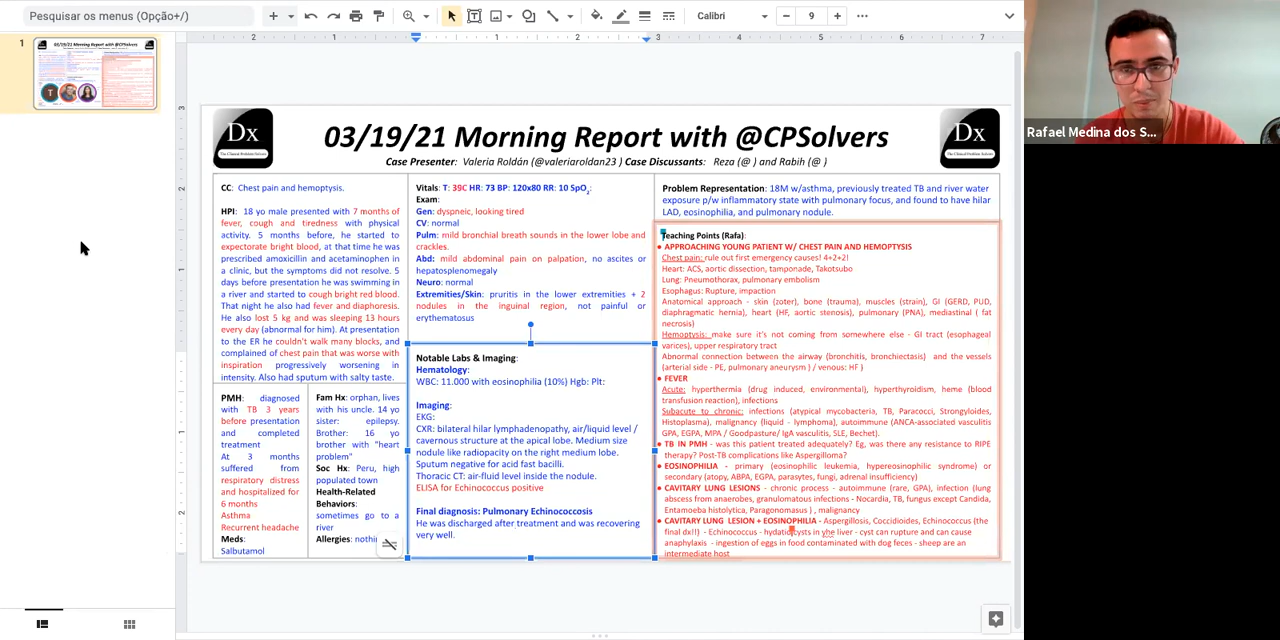 Pesquisar os menus (Opção+/)
Calibri
9
2 1 1 2 3 4 5 6 7
1
3
2
1
1
2
Dx
The Clinical Problem Solvers
03/19/21 Morning Report with @CPSolvers
Case Presenter: Valeria Roldán (@valeriaroldan23 ) Case Discussants: Reza (@ ) and Rabih (@ )
Dx
The Clinical Problem Solvers
CC: Chest pain and hemoptysis.
HPI: 18 yo male presented with 7 months of
fever, cough and tiredness with physical
activity. 5 months before, he started to
expectorate bright blood, at that time he was
prescribed amoxicillin and acetaminophen in
a clinic, but the symptoms did not resolve. 5
days before presentation he was swimming in
a river and started to cough bright red blood.
That night he also had fever and diaphoresis.
He also lost 5 kg and was sleeping 13 hours
every day (abnormal for him). At presentation
to the ER he couldn't walk many blocks, and
complained of chest pain that was worse with
inspiration progressively worsening in
intensity. Also had sputum with salty taste.
PMH: diagnosed
with TB 3 years
before presentation
and completed
treatment
At 3 months
suffered from
respiratory distress
and hospitalized for
6 months
Asthma
Recurrent headache
Meds:
Salbutamol
Fam Hx: orphan, lives
with his uncle. 14 yo
sister: epilepsy.
Brother: 16 yo
brother with "heart
problem"
Soc Hx: Peru, high
populated town
Health-Related
Behaviors:
sometimes go to a
river
Allergies:
Vitals: T: 39C HR: 73 BP: 120x80 RR: 10 SpO2:
Exam:
Gen: dyspneic, looking tired
CV: normal
Pulm: mild bronchial breath sounds in the lower lobe and
crackles.
Abd: mild abdominal pain on palpation, no ascites or
hepatosplenomegaly
Neuro: normal
Extremities/Skin: pruritis in the lower extremities + 2
nodules in the inguinal region, not painful or
erythematosus
Notable Labs & Imaging:
Hematology:
WBC: 11.000 with eosinophilia (10%) Hgb: Plt:
Imaging:
EKG:
CXR: bilateral hilar lymphadenopathy, air/liquid level /
cavernous structure at the apical lobe. Medium size
nodule like radiopacity on the right medium lobe.
Sputum negative for acid fast bacilli.
Thoracic CT: air-fluid level inside the nodule.
ELISA for Echinococcus positive
Final diagnosis: Pulmonary Echinococcosis
He was discharged after treatment and was recovering
very well.
Problem Representation: 18M w/asthma, previously treated TB and river water
exposure p/w inflammatory state with pulmonary focus, and found to have hilar
LAD, eosinophilia, and pulmonary nodule.
Teaching Points (Rafa):
● APPROACHING YOUNG PATIENT W/ CHEST PAIN AND HEMOPTYSIS
Chest pain: rule out first emergency causes! 4+2+2!
Heart: ACS, aortic dissection, tamponade, Takotsubo
Lung: Pneumothorax, pulmonary embolism
Esophagus: Rupture, impaction
Anatomical approach - skin (zoter), bone (trauma), muscles (strain), GI (GERD, PUD,
diaphragmatic hernia), heart (HF, aortic stenosis), pulmonary (PNA), mediastinal ( fat
necrosis)
Hemoptysis: make sure it's not coming from somewhere else - GI tract (esophageal
varices), upper respiratory tract
Abnormal connection between the airway (bronchitis, bronchiectasis) and the vessels
(arterial side - PE, pulmonary aneurysm ) / venous: HF )
● FEVER
Acute: hyperthermia (drug induced, environmental), hyperthyroidism, heme (blood
transfusion reaction), infections
Subacute to chronic: infections (atypical mycobacteria, TB, Paracocci, Strongyloides,
Histoplasma), malignancy (liquid - lymphoma), autoimmune (ANCA-associated vasculitis
GPA, EGPA, MPA / Goodpasture/ IgA vasculitis, SLE, Bechet).
● TB IN PMH - was this patient treated adequately? Eg, was there any resistance to RIPE
therapy? Post-TB complications like Aspergilloma?
● EOSINOPHILIA - primary (eosinophilic leukemia, hypereosinophilic syndrome) or
secondary (atopy, ABPA, EGPA, parasytes, fungi, adrenal insufficiency)
● CAVITARY LUNG LESIONS - chronic process - autoimmune (rare, GPA), infection (lung
abscess from anaerobes, granulomatous infections - Nocardia, TB, fungus except Candida,
Entamoeba histolytica, Paragonomasus ) , malignancy
● CAVITARY LUNG LESION + EOSINOPHILIA - Aspergillosis, Coccidioides, Echinococcus (the
final dx!!) - Echinococcus - hydatid cysts in yhe liver - cyst can rupture and can cause
anaphylaxis - ingestion of eggs in food contaminated with dog feces - sheep are an
intermediate host
Rafael Medina dos S...